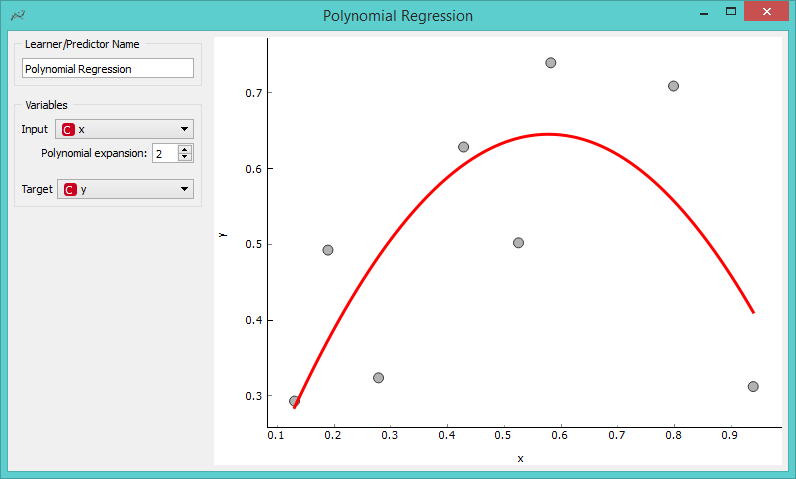 Polynomial Regression
Learner/Predictor Name
Polynomial Regression
Variables
Input C x
Polynomial expansion: 2
Target C y
y
0.7
0.6
0.5
0.4
0.3
0.1 0.2 0.3 0.4 0.5 0.6 0.7 0.8 0.9
x